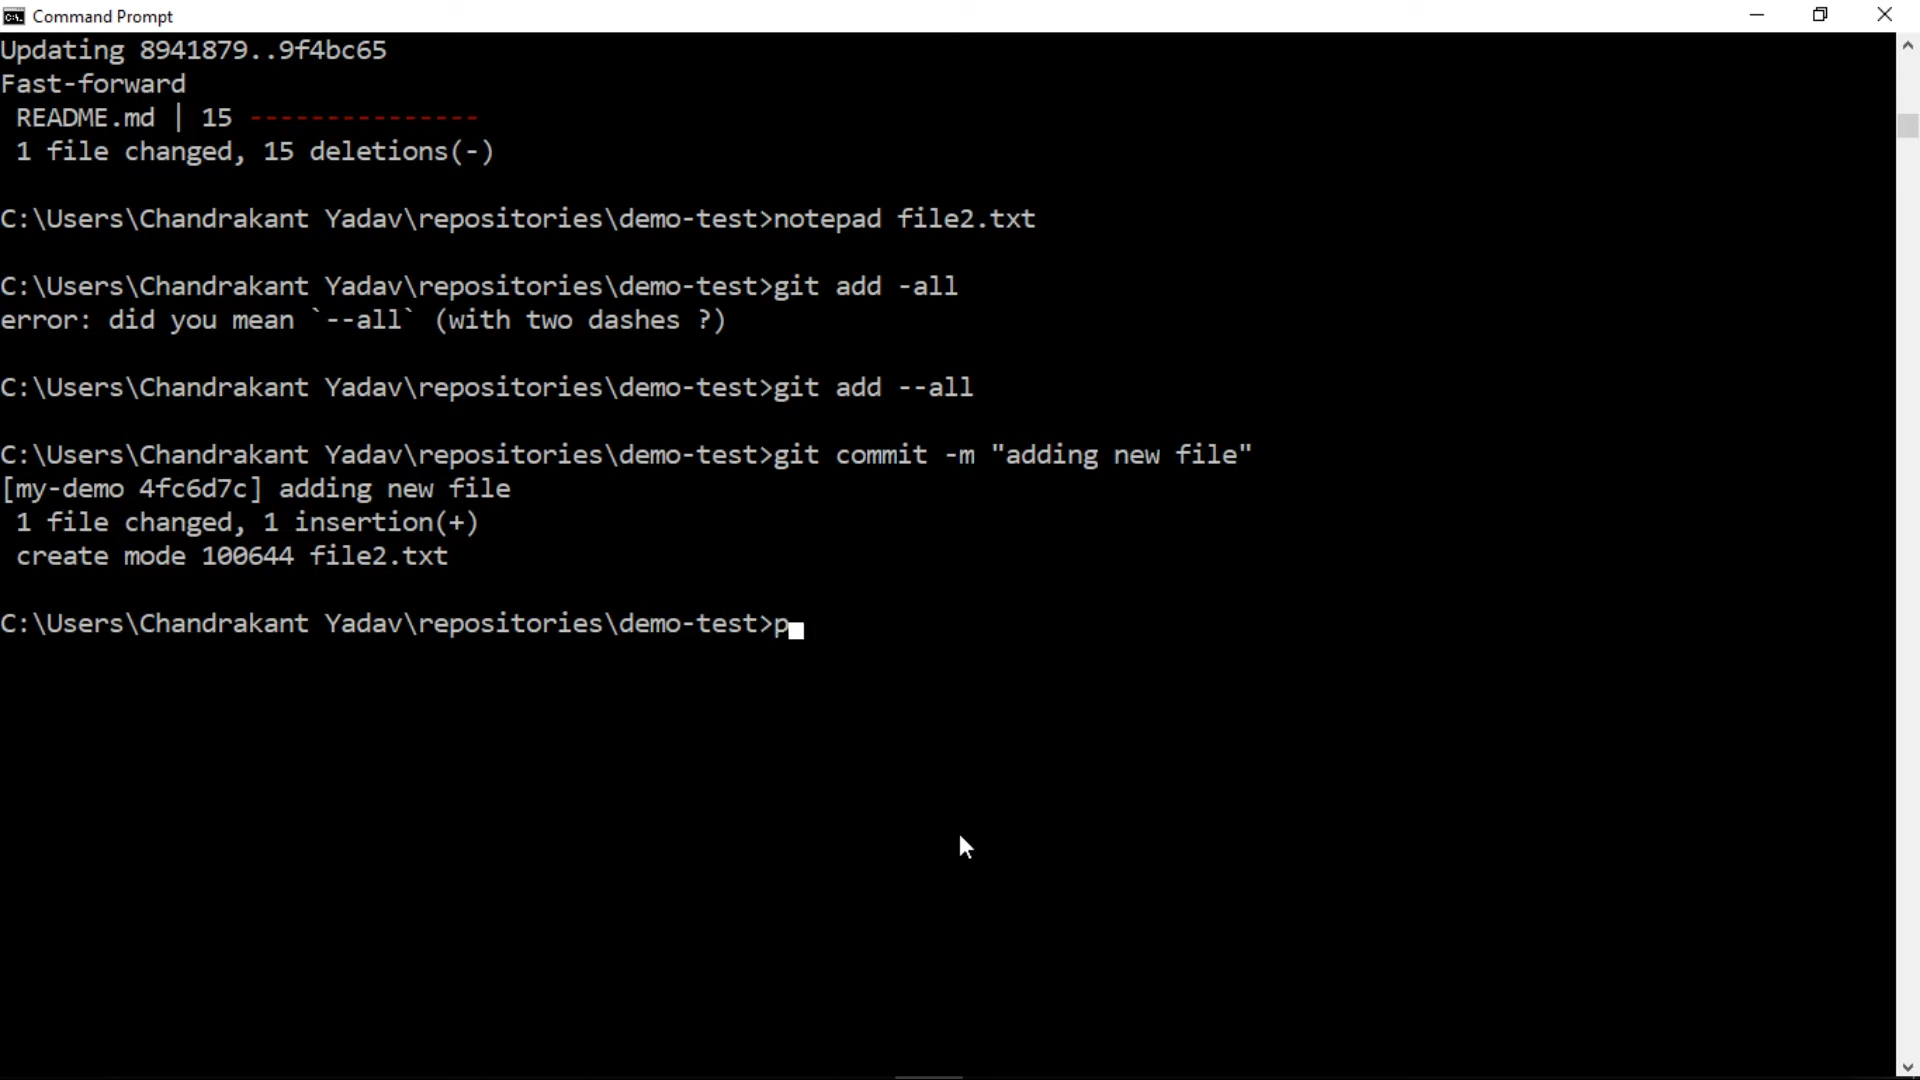 Command Prompt
Updating 8941879..9f4bc65
Fast-forward
README.md | 15 ---------------
1 file changed, 15 deletions(-)
C:\Users\Chandrakant Yadav\repositories\demo-test>notepad file2.txt
C:\Users\Chandrakant Yadav\repositories\demo-test>git add -all
error: did you mean `--all` (with two dashes ?)
C:\Users\Chandrakant Yadav\repositories\demo-test>git add --all
C:\Users\Chandrakant Yadav\repositories\demo-test>git commit -m "adding new file"
[my-demo 4fc6d7c] adding new file
1 file changed, 1 insertion(+)
create mode 100644 file2.txt
C:\Users\Chandrakant Yadav\repositories\demo-test>p